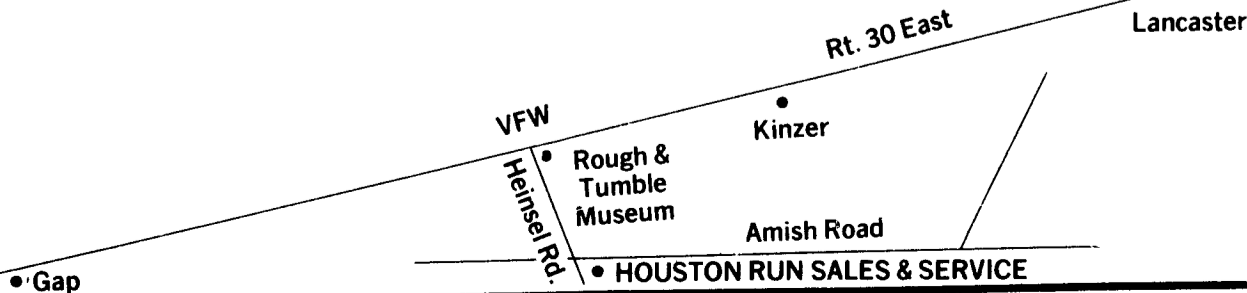 Rt. 30 East
Lancaster
VFW
Kinzer
Rough &
Tumble
Museum
Heinsel Rd.
Amish Road
• HOUSTON RUN SALES & SERVICE
• Gap